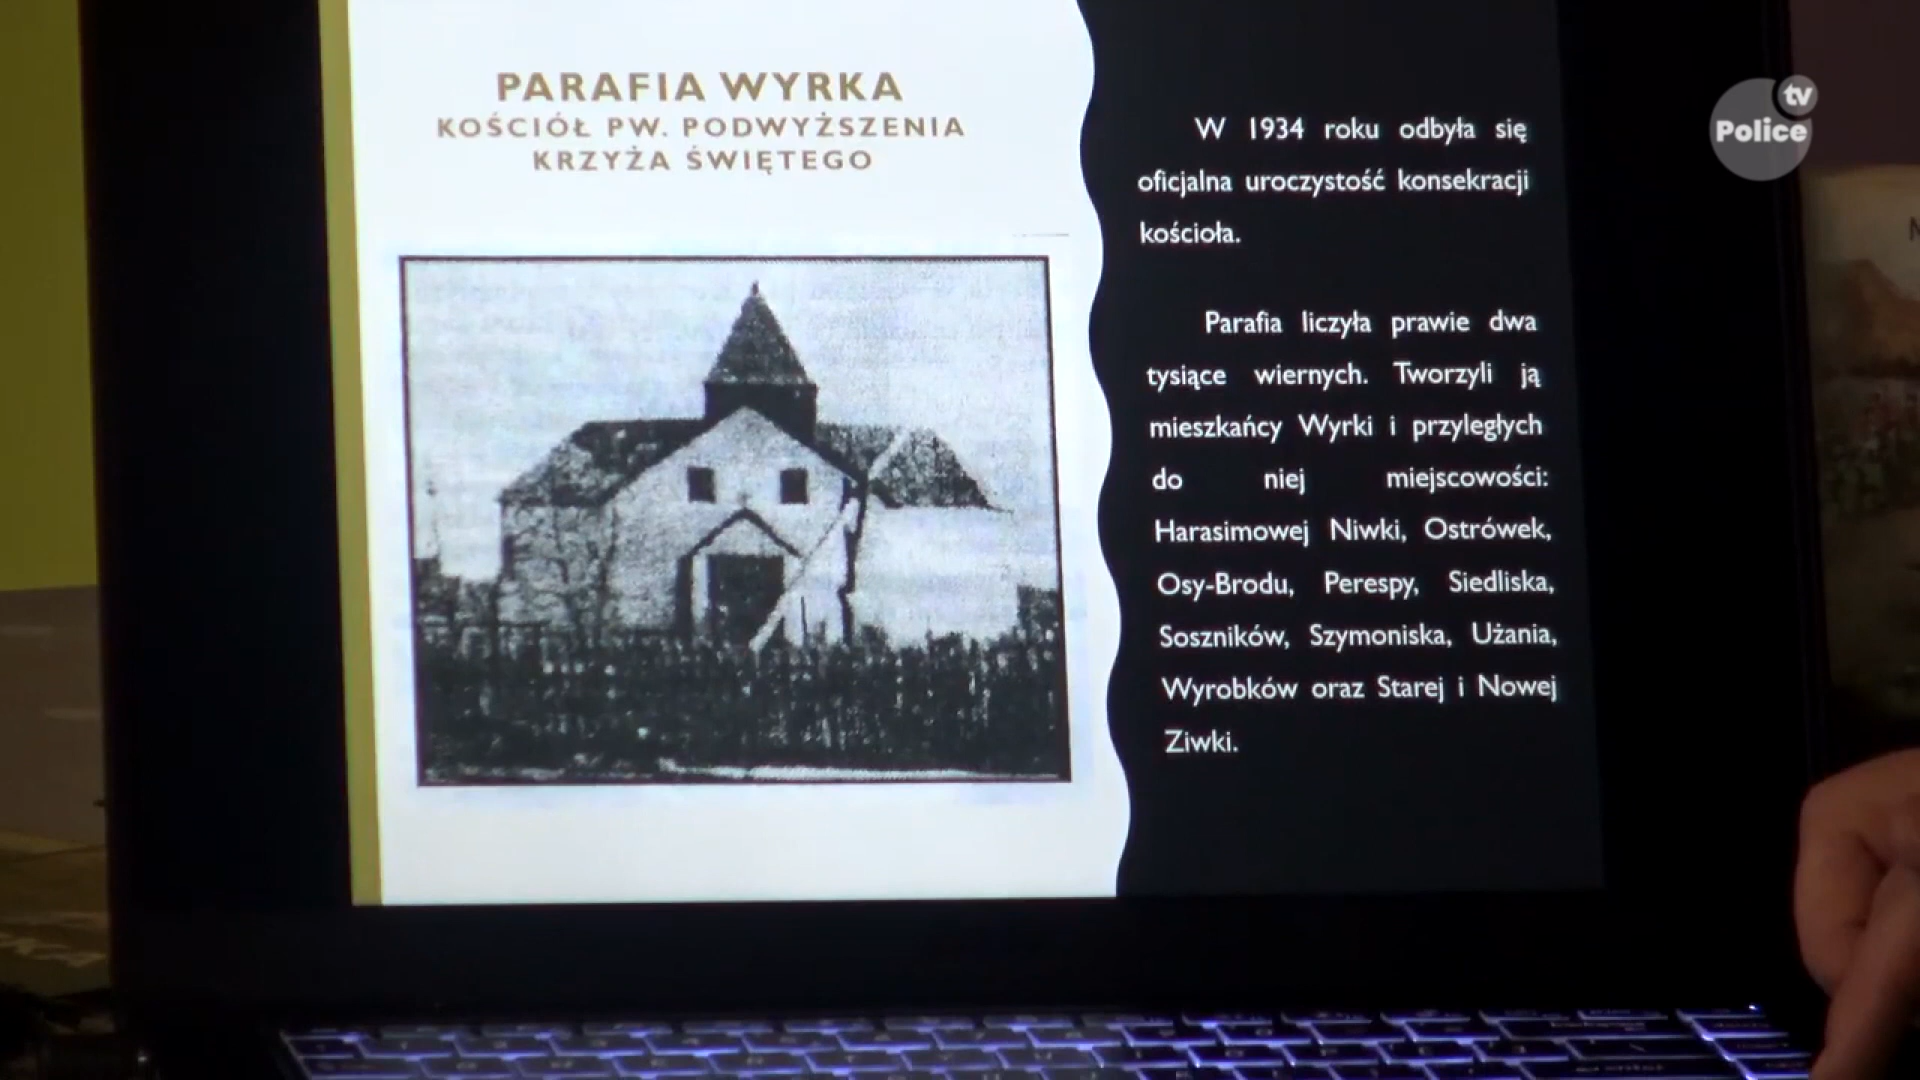 PARAFIA WYRKA
KOŚCIÓŁ PW. PODWYŻSZENIA
KRZYŻA ŚWIĘTEGO
W 1934 roku odbyła się
oficjalna uroczystość konsekracji
kościoła.
Parafia liczyła prawie dwa
tysiące wiernych. Tworzyli ją
mieszkańcy Wyrki i przyległych
do niej miejscowości:
Harasimowej Niwki, Ostrówek,
Osy-Brodu, Perespy, Siedliska,
Soszników, Szymoniska, Użania,
Wyrobków oraz Starej i Nowej
Ziwki.
tv
Police